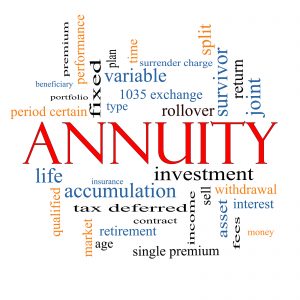 premium
performance
plan
time
split
surrender charge
survivor
return
joint
beneficiary
fixed
variable
portfolio
1035 exchange
period certain
type
rollover
ANNUITY
life
investment
insurance
accumulation
qualified
sell
withdrawal
tax deferred
income
asset
interest
market
contract
retirement
fees
money
age
single premium